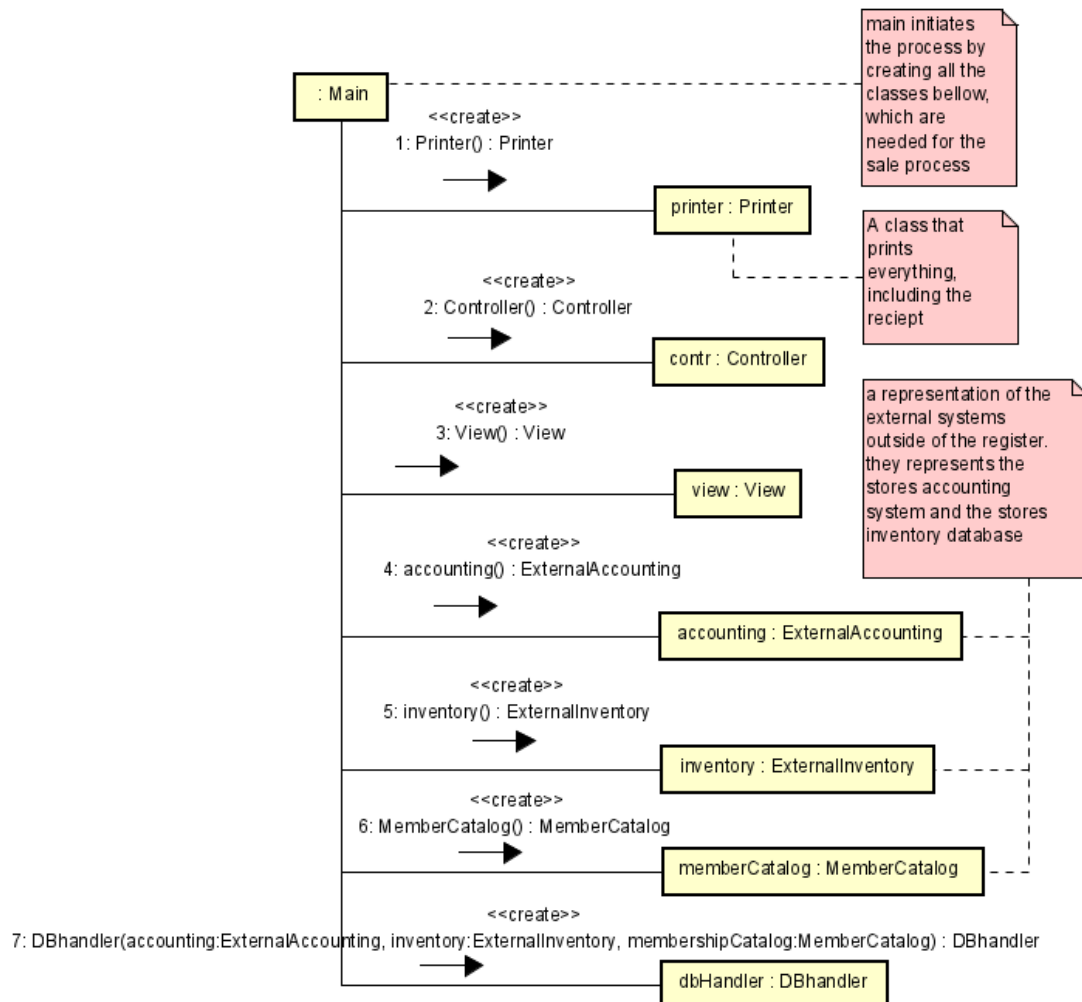 main initiates
the process by
creating all the
classes bellow,
which are
needed for the
sale process
: Main
<<create>>
1: Printer() : Printer
printer : Printer
A class that
prints
everything,
including the
reciept
<<create>>
2: Controller() : Controller
contr : Controller
a representation of the
external systems
outside of the register.
they represents the
stores accounting
system and the stores
inventory database
<<create>>
3: View() : View
view : View
<<create>>
4: accounting() : ExternalAccounting
accounting : ExternalAccounting
<<create>>
5: inventory() : ExternalInventory
inventory : ExternalInventory
<<create>>
6: MemberCatalog() : MemberCatalog
memberCatalog : MemberCatalog
<<create>>
7: DBhandler(accounting:ExternalAccounting, inventory:ExternalInventory, membershipCatalog:MemberCatalog) : DBhandler
dbHandler : DBhandler